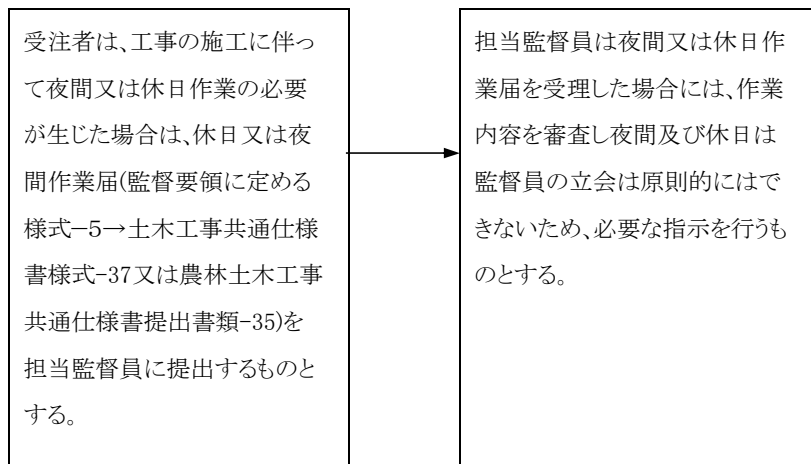 受注者は、工事の施工に伴っ
て夜間又は休日作業の必要
が生じた場合は、休日又は夜
間作業届(監督要領に定める
様式−5→土木工事共通仕様
書様式-37又は農林土木工事
共通仕様書提出書類-35)を
担当監督員に提出するものと
する。
担当監督員は夜間又は休日作
業届を受理した場合には、作業
内容を審査し夜間及び休日は
監督員の立会は原則的にはで
きないため、必要な指示を行うも
のとする。